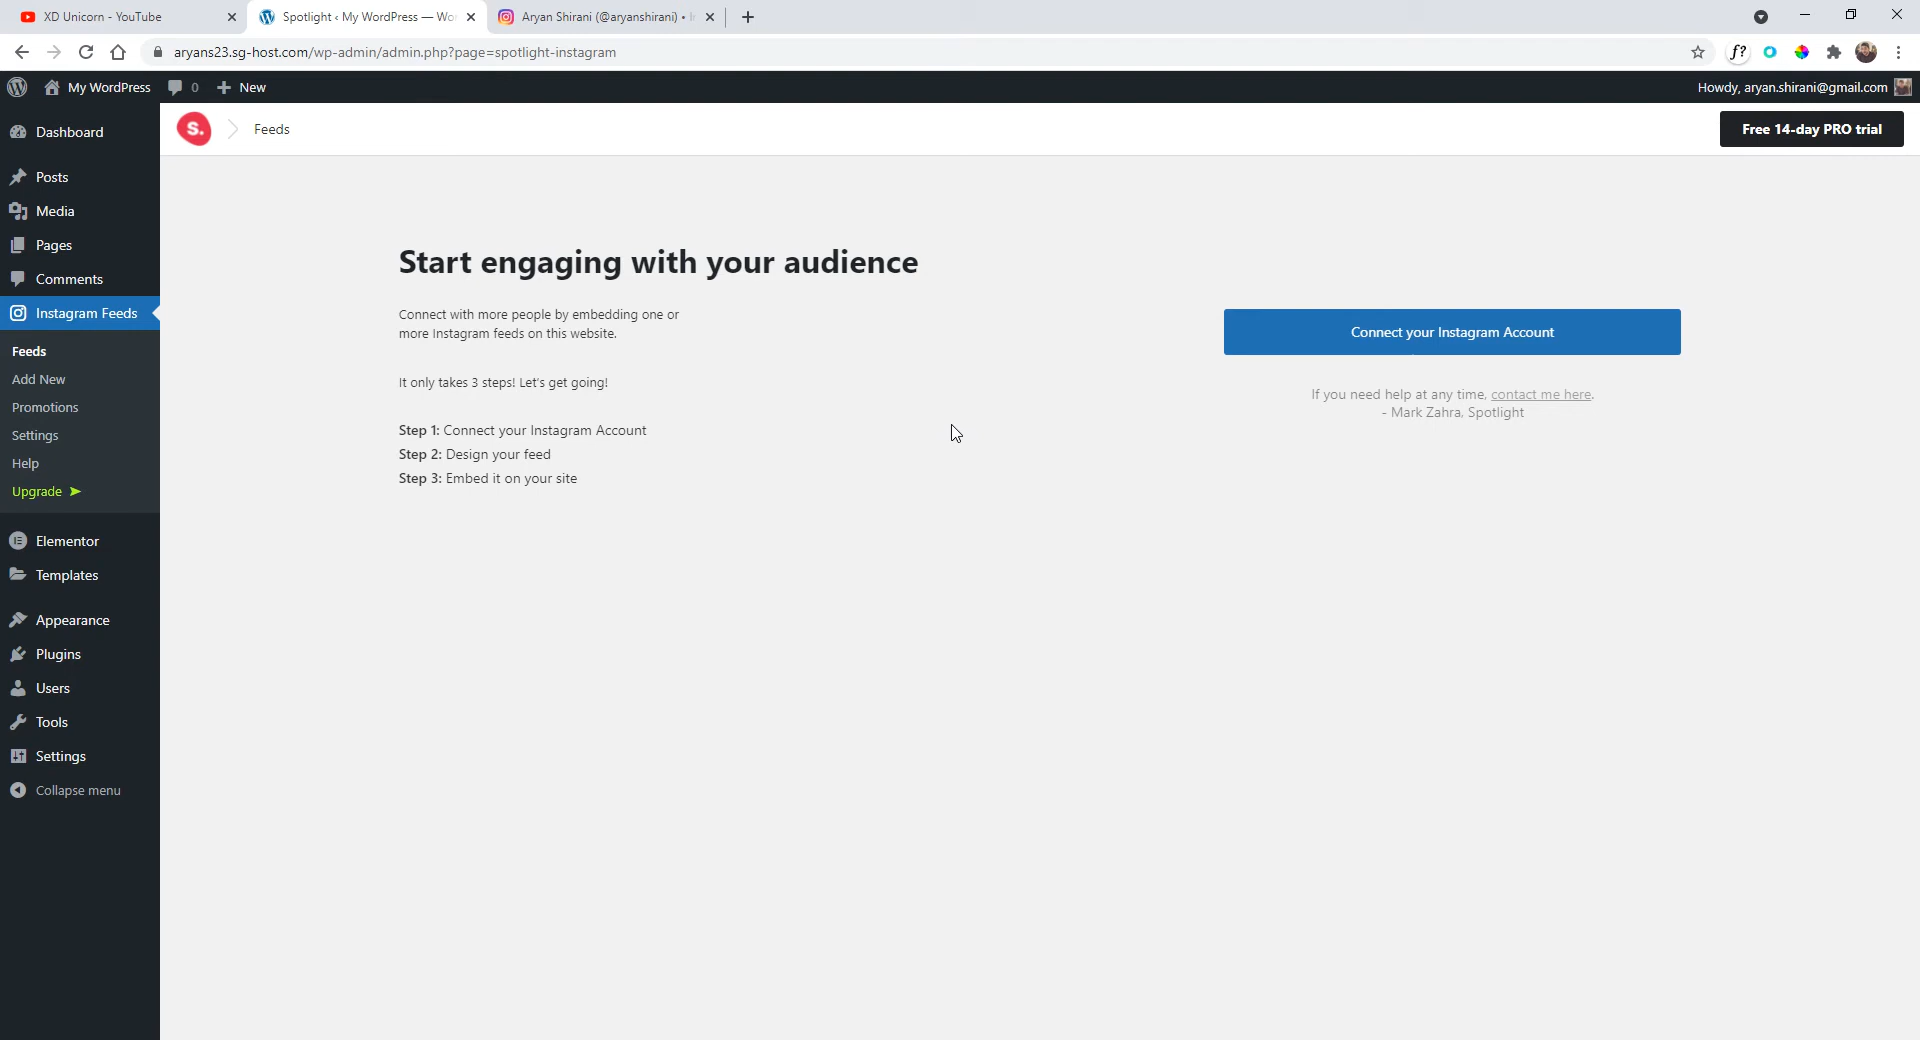 XD Unicorn - YouTube
Spotlight ‹ My WordPress — Wor
Aryan Shirani (@aryanshirani) •
aryans23.sg-host.com/wp-admin/admin.php?page=spotlight-instagram
f?
My WordPress
0
New
Howdy, aryan.shirani@gmail.com
Dashboard
Posts
Media
Pages
Comments
Instagram Feeds
Feeds
Add New
Promotions
Settings
Help
Upgrade ➤
Elementor
Templates
Appearance
Plugins
Users
Tools
Settings
Collapse menu
S.
Feeds
Free 14-day PRO trial
Start engaging with your audience
Connect with more people by embedding one or
more Instagram feeds on this website.
It only takes 3 steps! Let's get going!
Step 1: Connect your Instagram Account
Step 2: Design your feed
Step 3: Embed it on your site
Connect your Instagram Account
If you need help at any time, contact me here.
- Mark Zahra, Spotlight